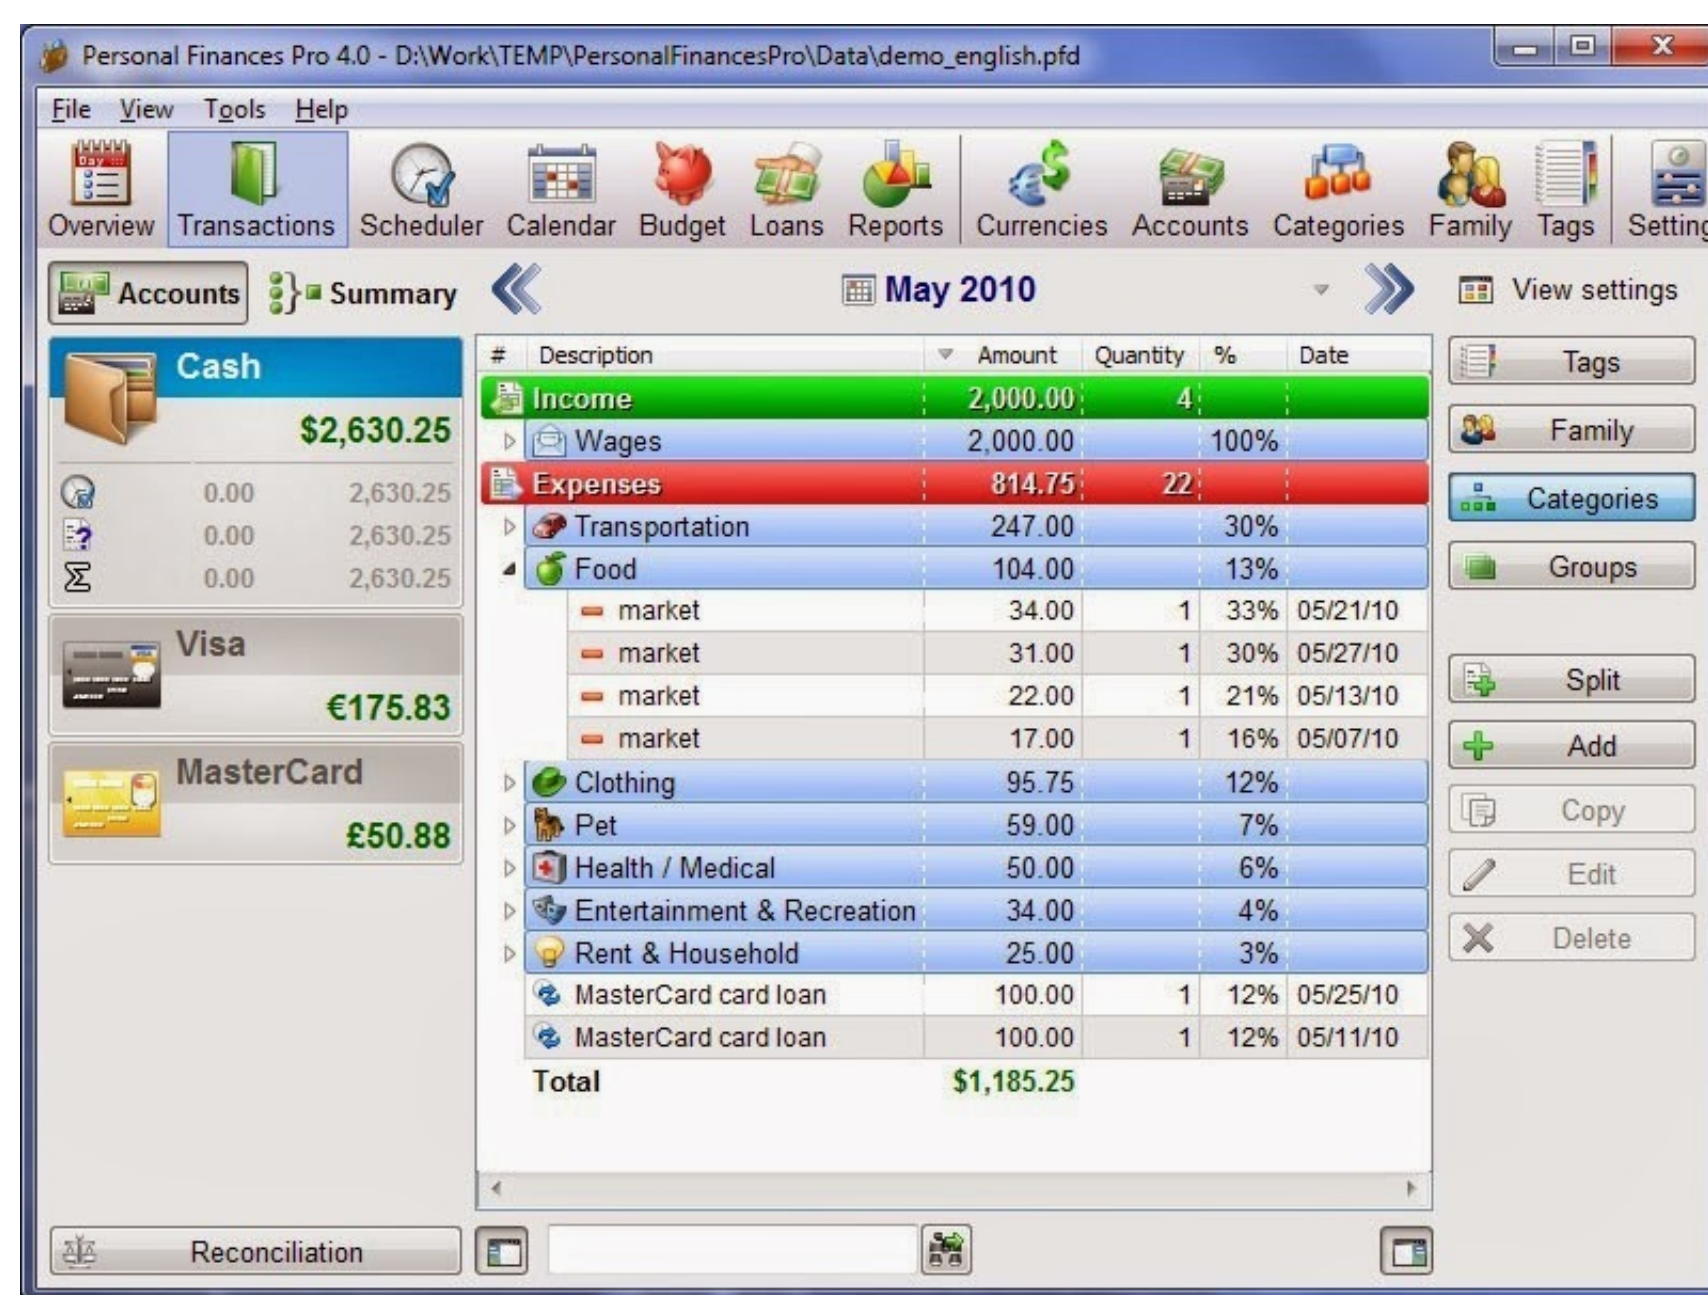 Personal Finances Pro 4.0 - D:\Work\TEMP\PersonalFinancesPro\Data\demo_english.pfd
File View Tools Help
Day
Overview Transactions Scheduler Calendar Budget Loans Reports Currencies Accounts Categories Family Tags Setting
Accounts Summary May 2010 View settings
Cash
$2,630.25
0.00 2,630.25
0.00 2,630.25
0.00 2,630.25
Visa
€175.83
MasterCard
£50.88
Reconciliation
# Description Amount Quantity % Date
Income 2,000.00 4
Wages 2,000.00 100%
Expenses 814.75 22
Transportation 247.00 30%
Food 104.00 13%
market 34.00 1 33% 05/21/10
market 31.00 1 30% 05/27/10
market 22.00 1 21% 05/13/10
market 17.00 1 16% 05/07/10
Clothing 95.75 12%
Pet 59.00 7%
Health / Medical 50.00 6%
Entertainment & Recreation 34.00 4%
Rent & Household 25.00 3%
MasterCard card loan 100.00 1 12% 05/25/10
MasterCard card loan 100.00 1 12% 05/11/10
Total $1,185.25
Tags
Family
Categories
Groups
Split
Add
Copy
Edit
Delete